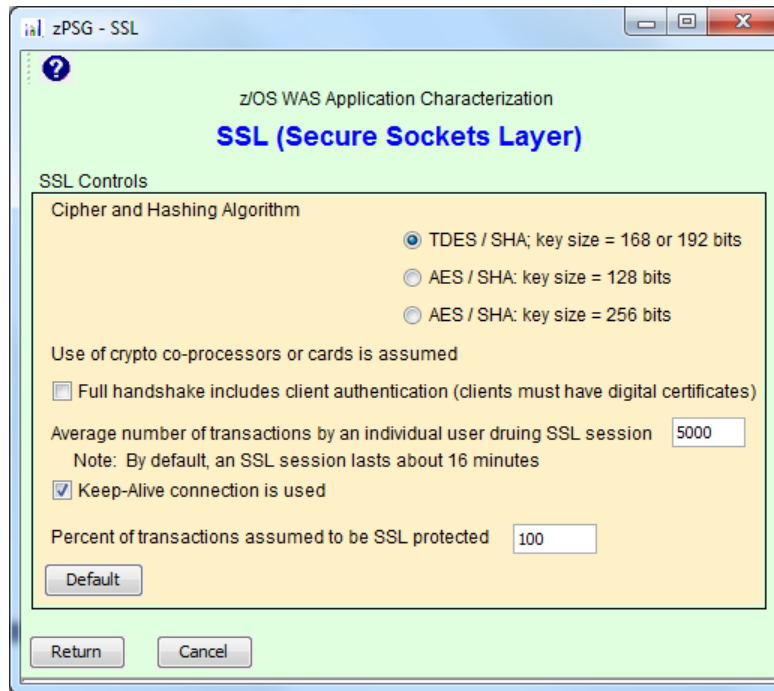 zPSG - SSL
z/OS WAS Application Characterization
SSL (Secure Sockets Layer)
SSL Controls
Cipher and Hashing Algorithm
TDES / SHA; key size = 168 or 192 bits
AES / SHA: key size = 128 bits
AES / SHA: key size = 256 bits
Use of crypto co-processors or cards is assumed
Full handshake includes client authentication (clients must have digital certificates)
Average number of transactions by an individual user druing SSL session 5000
Note: By default, an SSL session lasts about 16 minutes
Keep-Alive connection is used
Percent of transactions assumed to be SSL protected 100
Default
Return Cancel